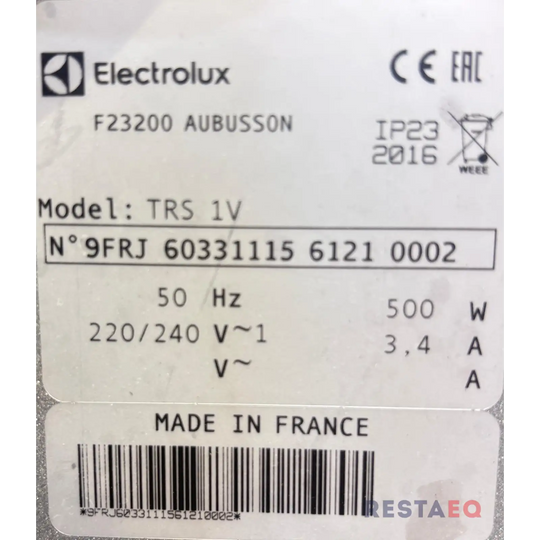 Electrolux CE EAC
F23200 AUBUSSON
IP23
2016
WEEE
Model: TRS 1V
N°9FRJ 60331115 6121 0002
50 Hz 500 W
220/240 V~1 3,4 A
V~ A
MADE IN FRANCE
*9FRJ6033111561210002*
RESTAEQ